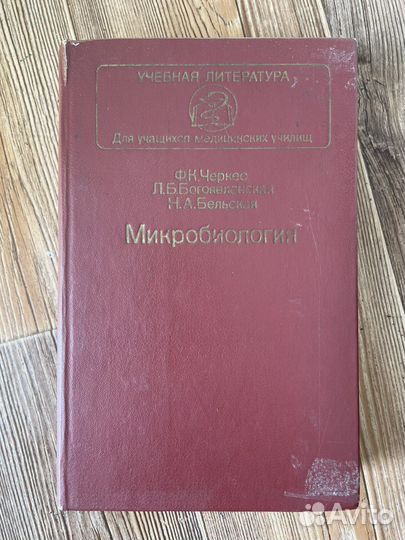 УЧЕБНАЯ ЛИТЕРАТУРА
Для учащихся медицинских училищ
Ф.К.Черкес
Л.Б.Богоявленская
Н.А.Бельская
Микробиология
Avito